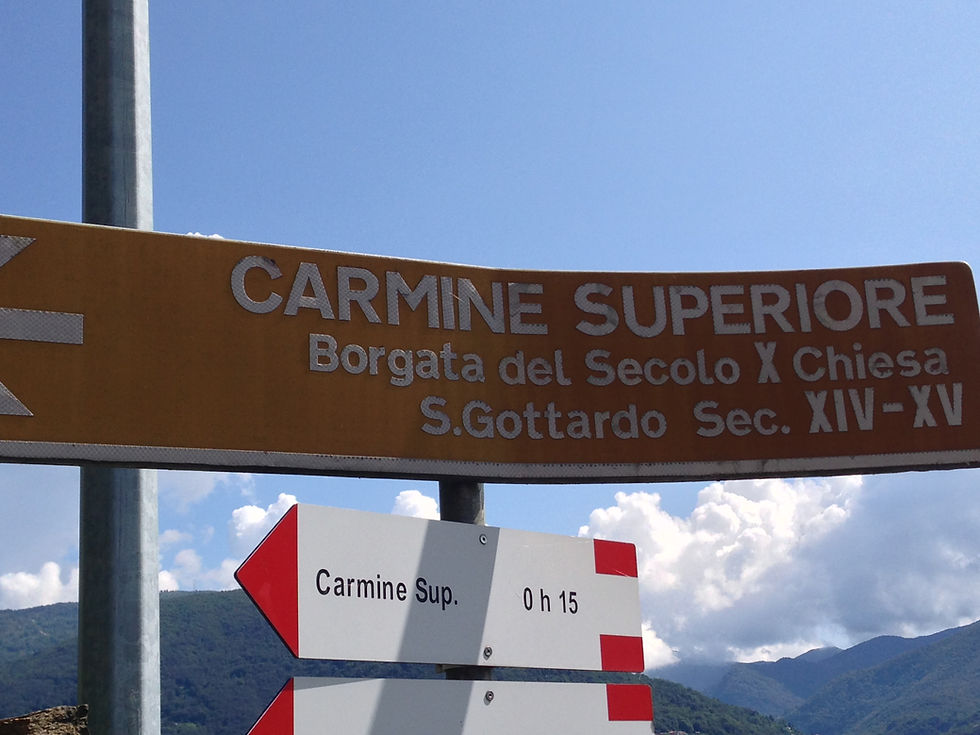 CARMINE SUPERIORE
Borgata del Secolo X Chiesa
S.Gottardo Sec. XIV-XV
Carmine Sup. 0 h 15